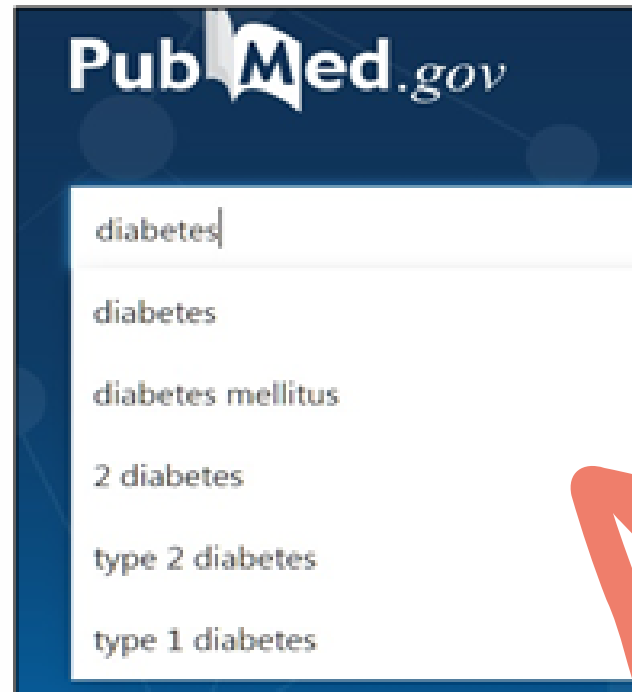 PubMed.gov
diabetes
diabetes
diabetes mellitus
2 diabetes
type 2 diabetes
type 1 diabetes